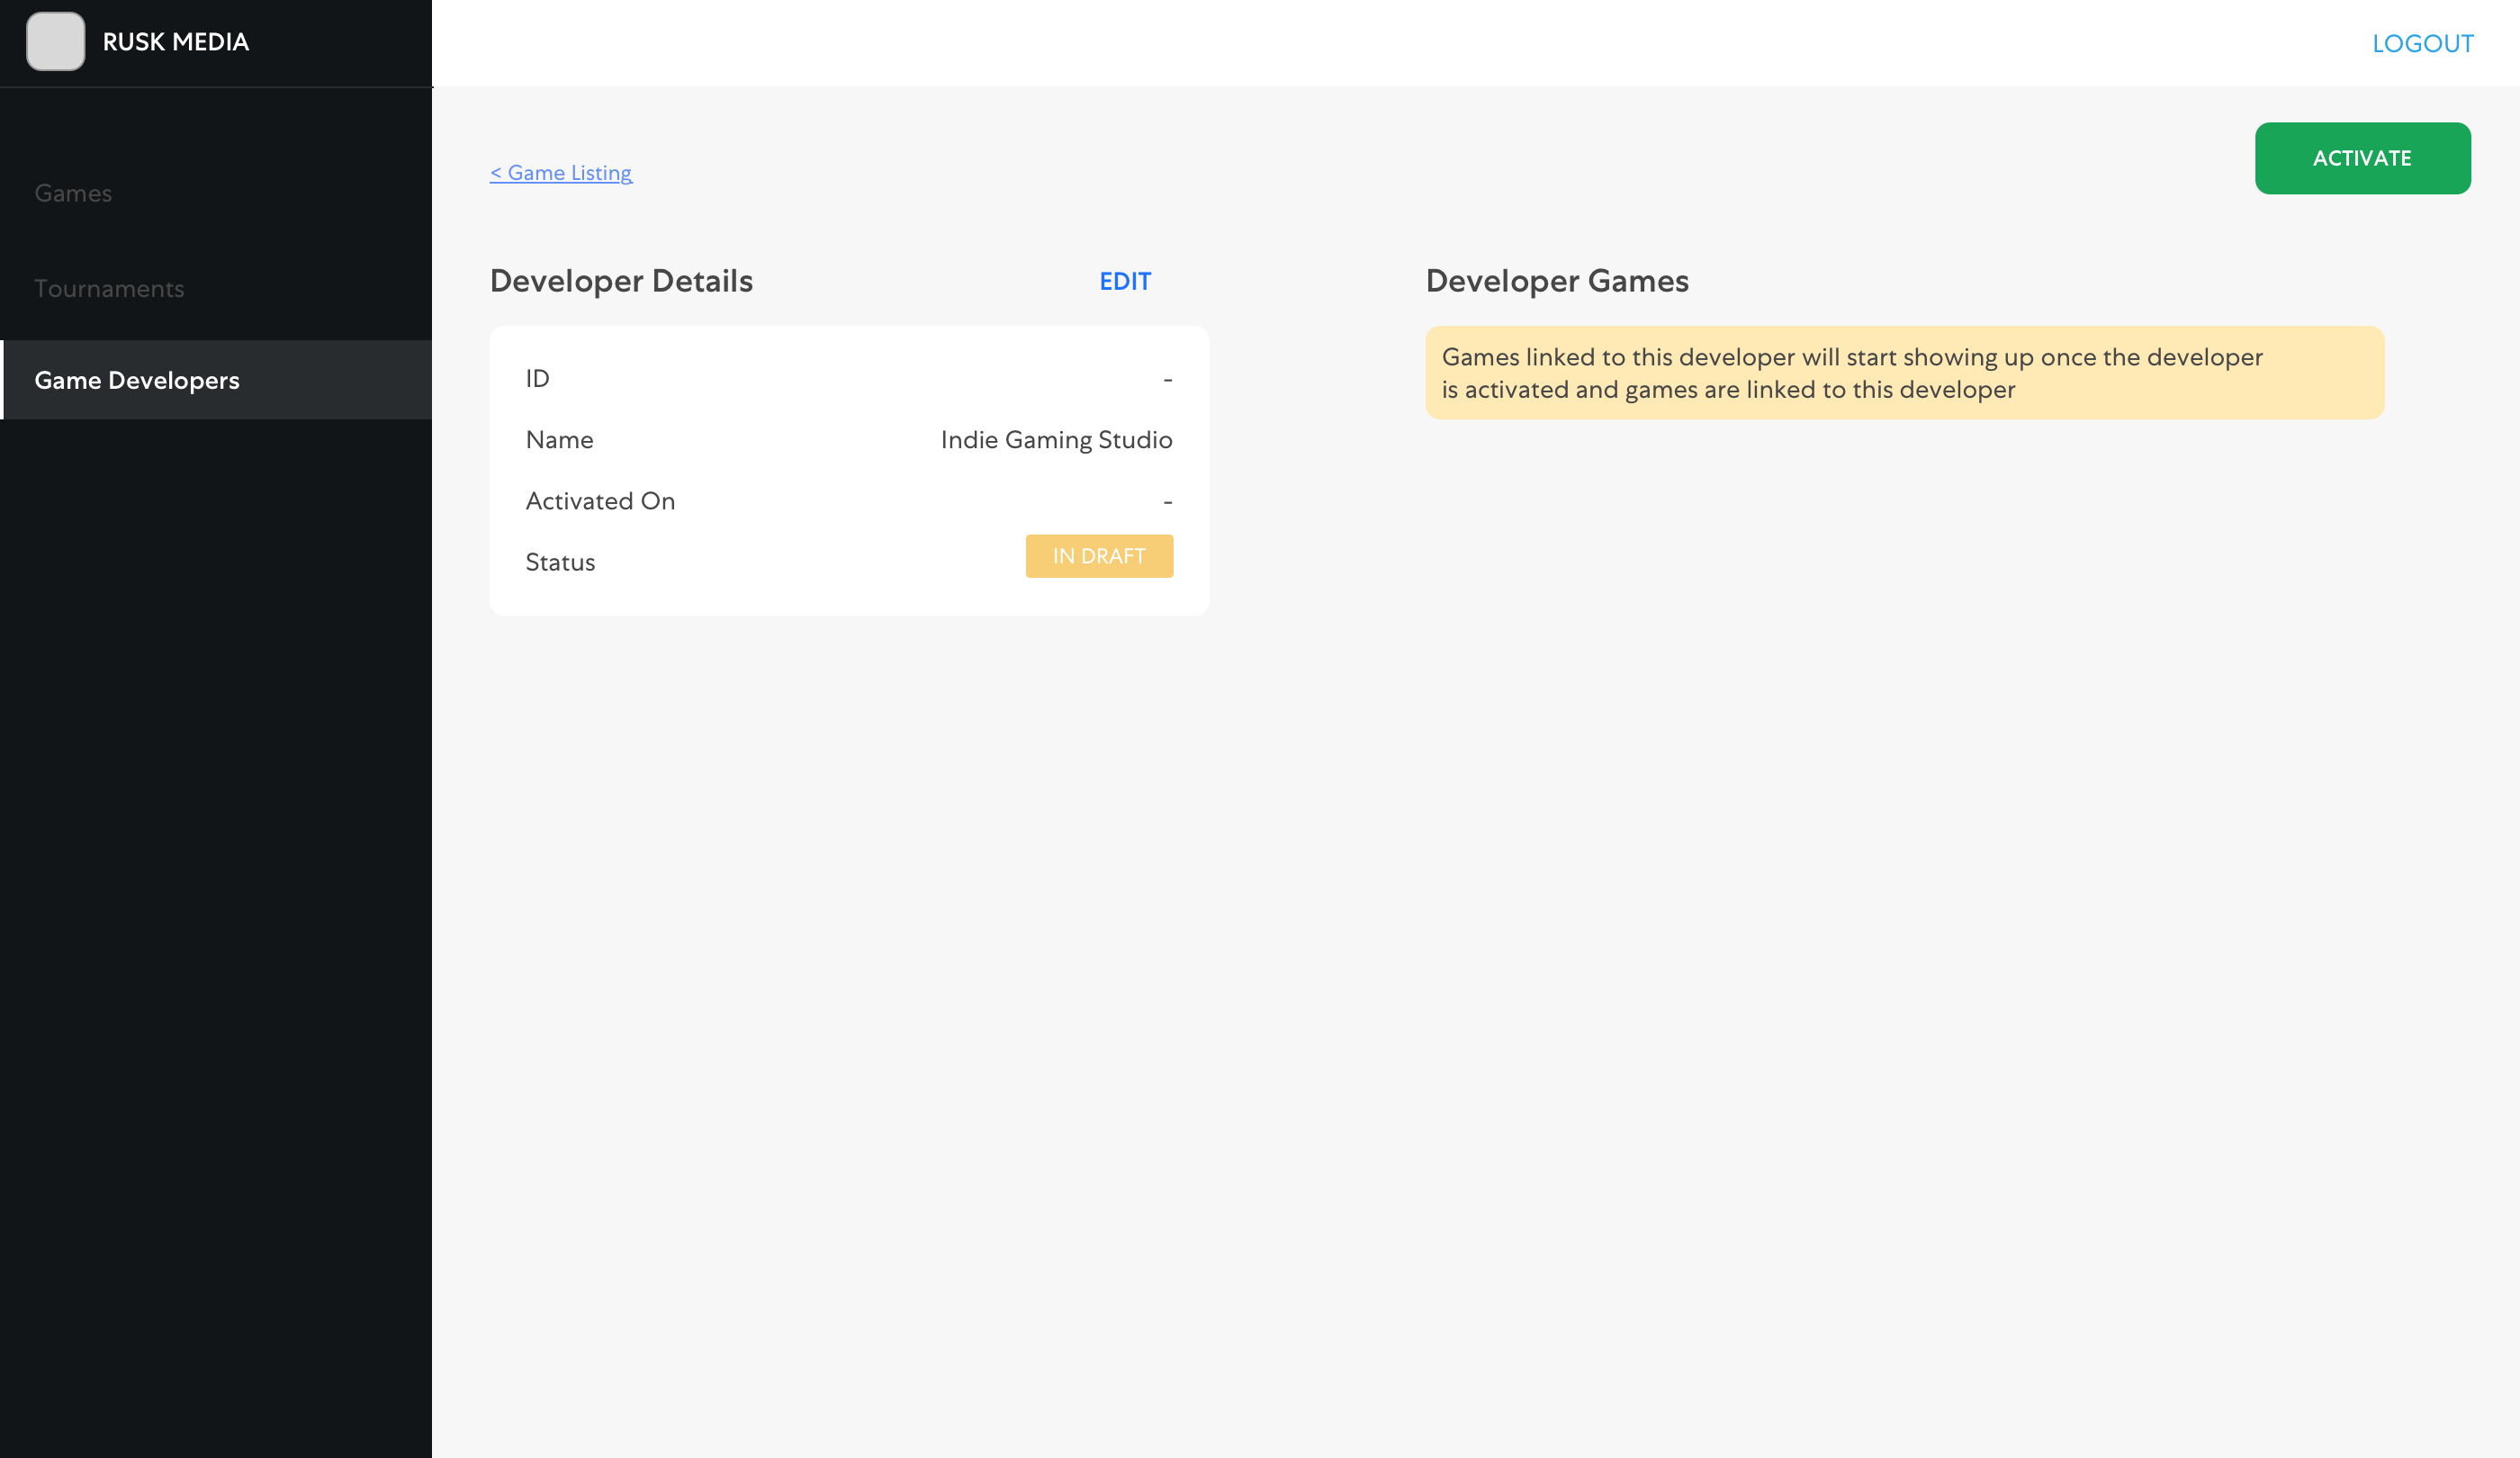 RUSK MEDIA
LOGOUT
Games
Tournaments
Game Developers
< Game Listing
ACTIVATE
Developer Details
EDIT
ID
-
Name
Indie Gaming Studio
Activated On
-
Status
IN DRAFT
Developer Games
Games linked to this developer will start showing up once the developer
is activated and games are linked to this developer